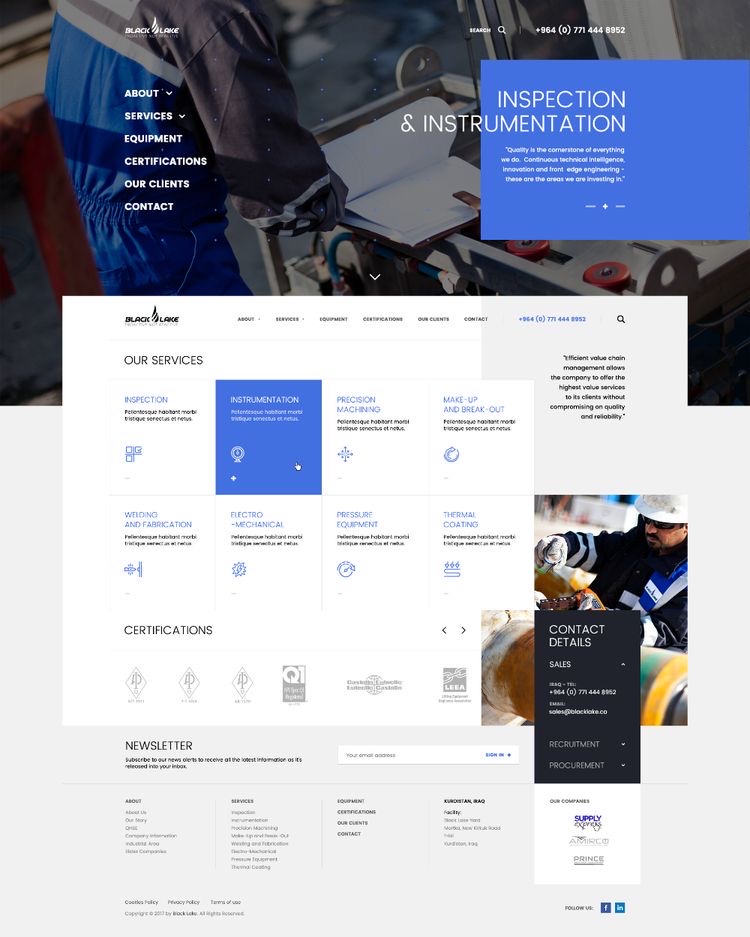 BLACK LAKE
PROACTIVE NOT REACTIVE
SEARCH
+964 (0) 771 444 8952
ABOUT
SERVICES
EQUIPMENT
CERTIFICATIONS
OUR CLIENTS
CONTACT
INSPECTION
& INSTRUMENTATION
"Quality is the cornerstone of everything
we do. Continuous technical intelligence,
innovation and front edge engineering -
these are the areas we are investing in."
BLACK LAKE
PROACTIVE NOT REACTIVE
ABOUT
SERVICES
EQUIPMENT
CERTIFICATIONS
OUR CLIENTS
CONTACT
+964 (0) 771 444 8952
OUR SERVICES
"Efficient value chain
management allows
the company to offer the
highest value services
to its clients without
compromising on quality
and reliability."
INSPECTION
Pellentesque habitant morbi
tristique senectus et netus.
INSTRUMENTATION
Pellentesque habitant morbi
tristique senectus et netus.
PRECISION
MACHINING
Pellentesque habitant morbi
tristique senectus et netus.
MAKE-UP
AND BREAK-OUT
Pellentesque habitant morbi
tristique senectus et netus.
WELDING
AND FABRICATION
Pellentesque habitant morbi
tristique senectus et netus
ELECTRO
-MECHANICAL
Pellentesque habitant morbi
tristique senectus et netus.
PRESSURE
EQUIPMENT
Pellentesque habitant morbi
tristique senectus et netus.
THERMAL
COATING
Pellentesque habitant morbi
tristique senectus et netus.
CERTIFICATIONS
Q1
LEEA
CONTACT
DETAILS
SALES
IRAQ - TEL:
+964 (0) 771 444 8952
EMAIL:
sales@blacklake.co
RECRUITMENT
PROCUREMENT
NEWSLETTER
Subscribe to our news alerts to receive all the latest information as it's
released into your inbox.
Your email address
SIGN IN
ABOUT
About Us
Our Story
QHSE
Company Information
Industrial Area
Sister Companies
SERVICES
Inspection
Instrumentation
Precision Machining
Make-Up and Break-Out
Welding and Fabrication
Electro-Mechanical
Pressure Equipment
Thermal Coating
EQUIPMENT
CERTIFICATIONS
OUR CLIENTS
CONTACT
KURDISTAN, IRAQ
Facility:
Black Lake Yard
Kurdistan, Iraq
OUR COMPANIES
SUPPLY
express
AMIRCO
PRINCE
Cookies Policy
Privacy Policy
Terms of use
Copyright © 2017 by Black Lake. All Rights Reserved.
FOLLOW US:
f
in